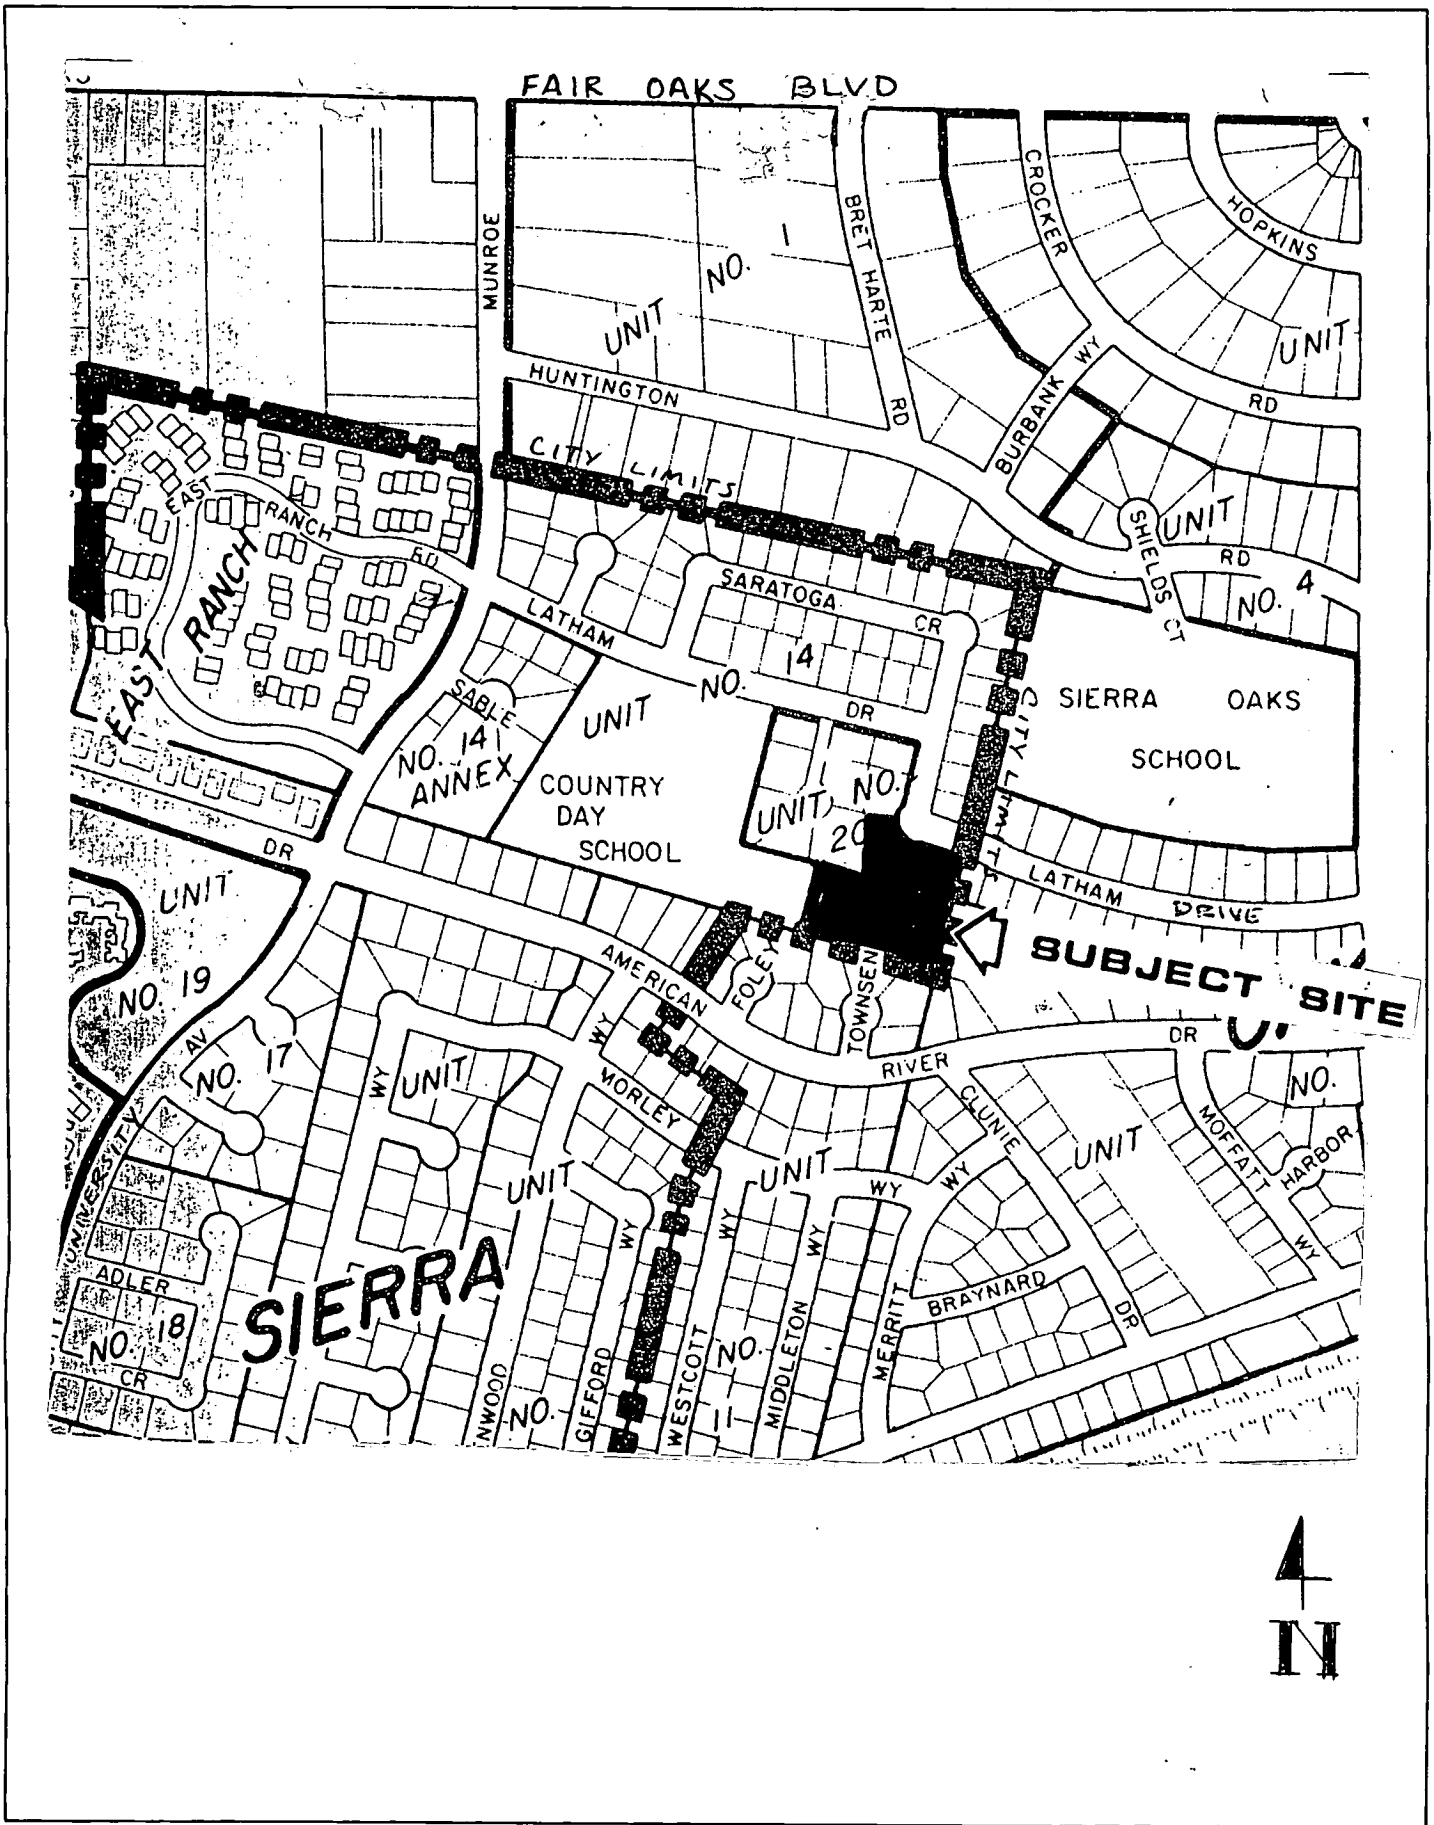 FAIR OAKS BLVD
MUNROE
UNIT NO. 1
BRET HARTE RD
CROCKER RD
HOPKINS
UNIT
HUNTINGTON
BURBANK WY
CITY LIMITS
EAST RANCH RD
EAST RANCH
SHIELDS CT
UNIT
RD
NO. 4
SARATOGA CR
LATHAM DR
14
UNIT NO.
SABLE
NO. 14
ANNEX
COUNTRY
DAY
SCHOOL
UNIT NO.
20
CITY LIMITS
SIERRA OAKS
SCHOOL
LATHAM DRIVE
SUBJECT SITE
DR
UNIT
NO. 19
AMERICAN
RIVER
DR
FOLEY
TOWNSEN
AV
NO. 17
UNIVERSITY
WY
UNIT
WY
MORLEY
CLUNIE
DR
UNIT
MOFFATT
WY
NO.
HARBOR
UNIT
UNIT
WY
WY
WY
WY
WY
ADLER
CR
NO. 18
SIERRA
NWOOD
NO.
GIFFORD
WESTCOTT
NO.
11
MIDDLETON
MERRITT
BRAYNARD
N